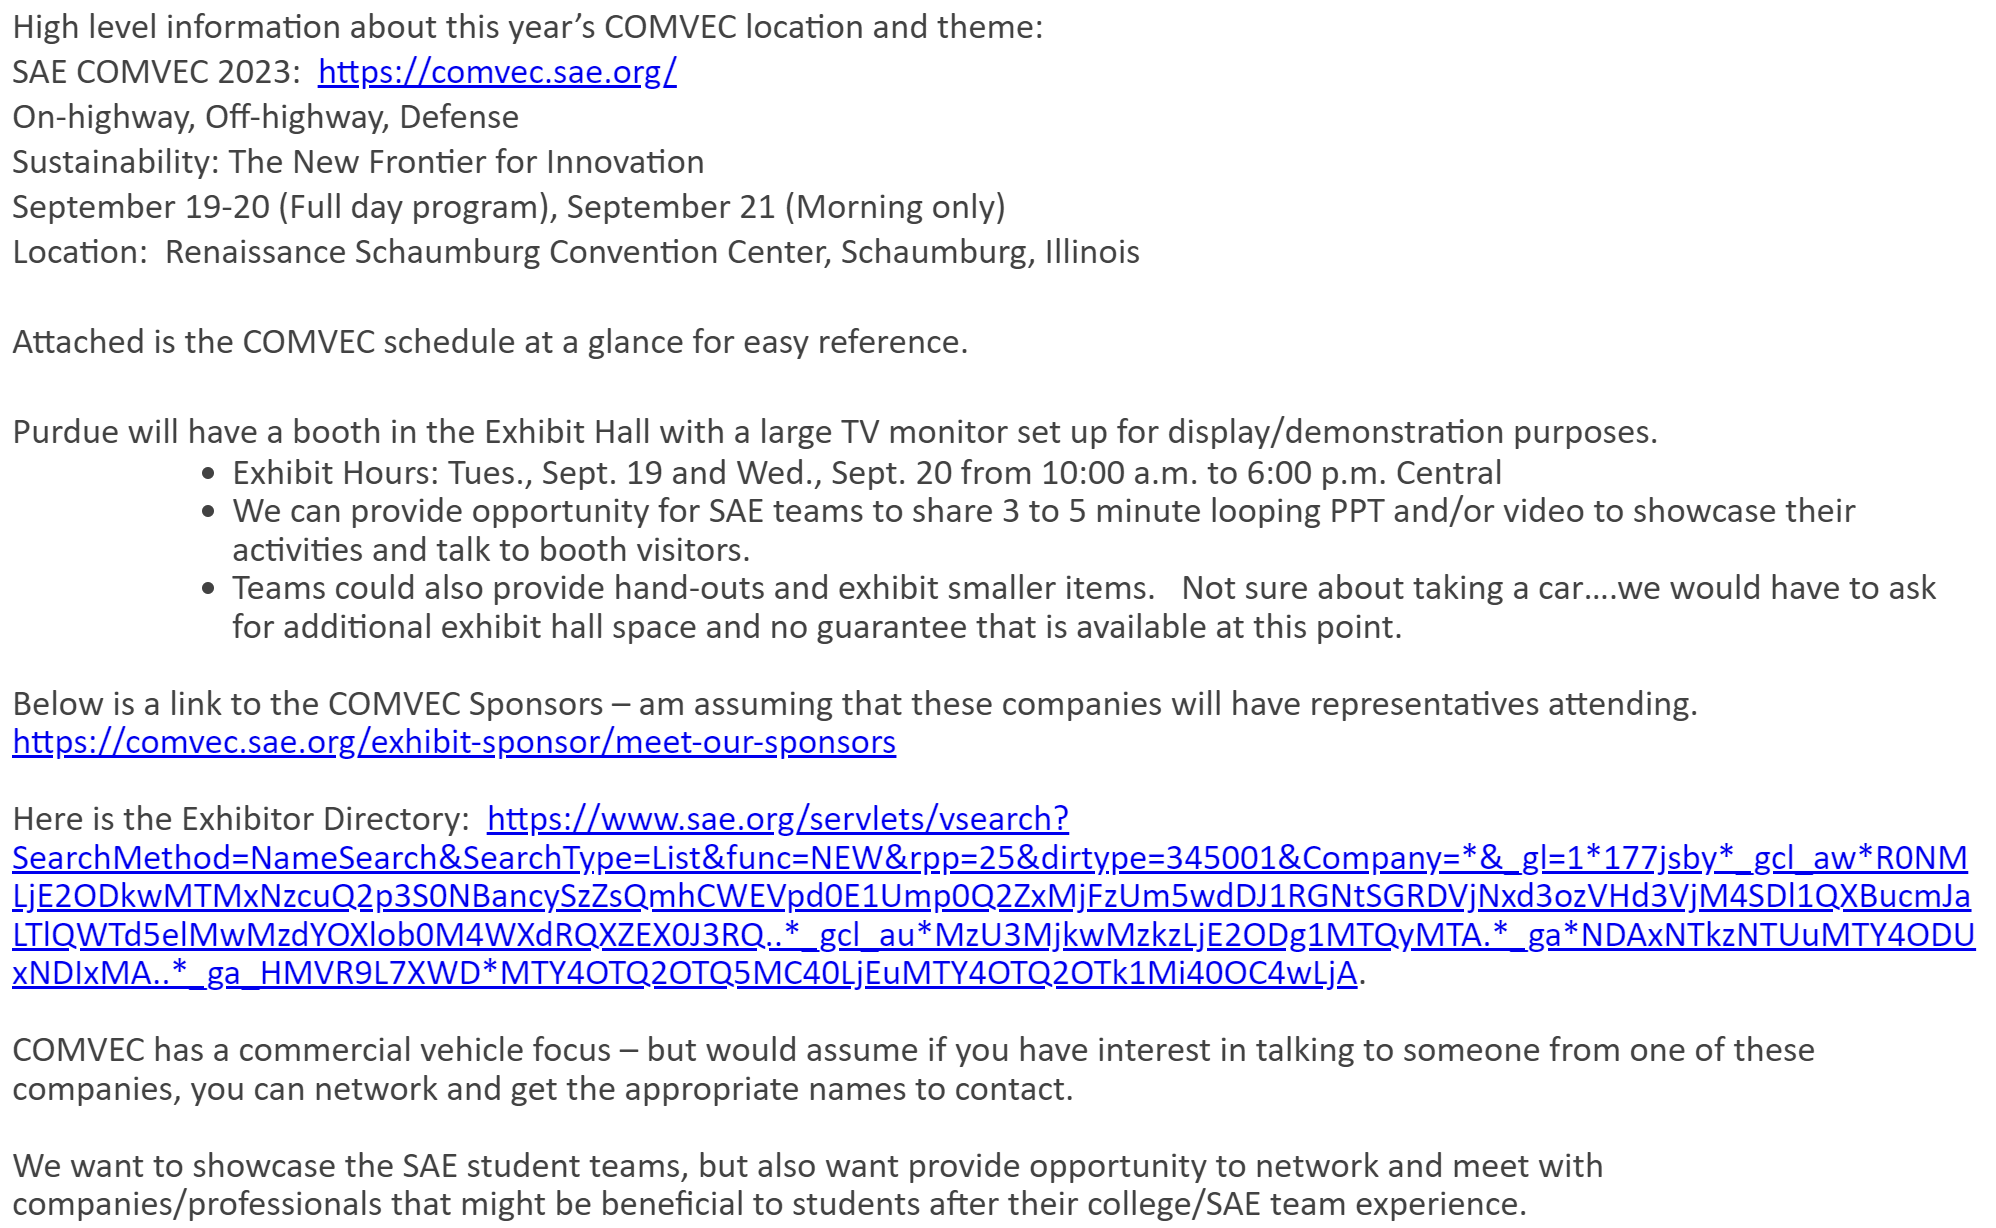 High level information about this year’s COMVEC location and theme:
SAE COMVEC 2023:  https://comvec.sae.org/
On-highway, Off-highway, Defense
Sustainability: The New Frontier for Innovation
September 19-20 (Full day program), September 21 (Morning only)
Location:  Renaissance Schaumburg Convention Center, Schaumburg, Illinois
Attached is the COMVEC schedule at a glance for easy reference.
Purdue will have a booth in the Exhibit Hall with a large TV monitor set up for display/demonstration purposes.
• Exhibit Hours: Tues., Sept. 19 and Wed., Sept. 20 from 10:00 a.m. to 6:00 p.m. Central
• We can provide opportunity for SAE teams to share 3 to 5 minute looping PPT and/or video to showcase their
activities and talk to booth visitors.
• Teams could also provide hand-outs and exhibit smaller items.   Not sure about taking a car....we would have to ask
for additional exhibit hall space and no guarantee that is available at this point.
Below is a link to the COMVEC Sponsors – am assuming that these companies will have representatives attending.
https://comvec.sae.org/exhibit-sponsor/meet-our-sponsors
Here is the Exhibitor Directory:  https://www.sae.org/servlets/vsearch?
SearchMethod=NameSearch&SearchType=List&func=NEW&rpp=25&dirtype=345001&Company=*&_gl=1*177jsby*_gcl_aw*R0NM
LjE2ODkwMTMxNzcuQ2p3S0NBancySzZsQmhCWEVpd0E1Ump0Q2ZxMjFzUm5wdDJ1RGNtSGRDVjNxd3ozVHd3VjM4SDl1QXBucmJa
LTlQWTd5elMwMzdYOXlob0M4WXdRQXZEX0J3RQ..*_gcl_au*MzU3MjkwMzkzLjE2ODg1MTQyMTA.*_ga*NDAxNTkzNTUuMTY4ODU
xNDIxMA..*_ga_HMVR9L7XWD*MTY4OTQ2OTQ5MC40LjEuMTY4OTQ2OTk1Mi40OC4wLjA.
COMVEC has a commercial vehicle focus – but would assume if you have interest in talking to someone from one of these
companies, you can network and get the appropriate names to contact.
We want to showcase the SAE student teams, but also want provide opportunity to network and meet with
companies/professionals that might be beneficial to students after their college/SAE team experience.